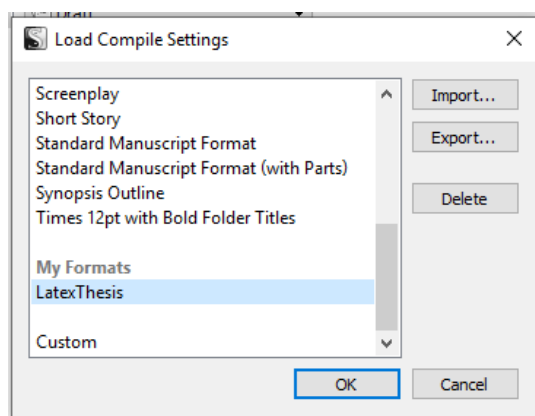 Draft
Load Compile Settings
Screenplay
Short Story
Standard Manuscript Format
Standard Manuscript Format (with Parts)
Synopsis Outline
Times 12pt with Bold Folder Titles
My Formats
LatexThesis
Custom
Import...
Export...
Delete
OK
Cancel